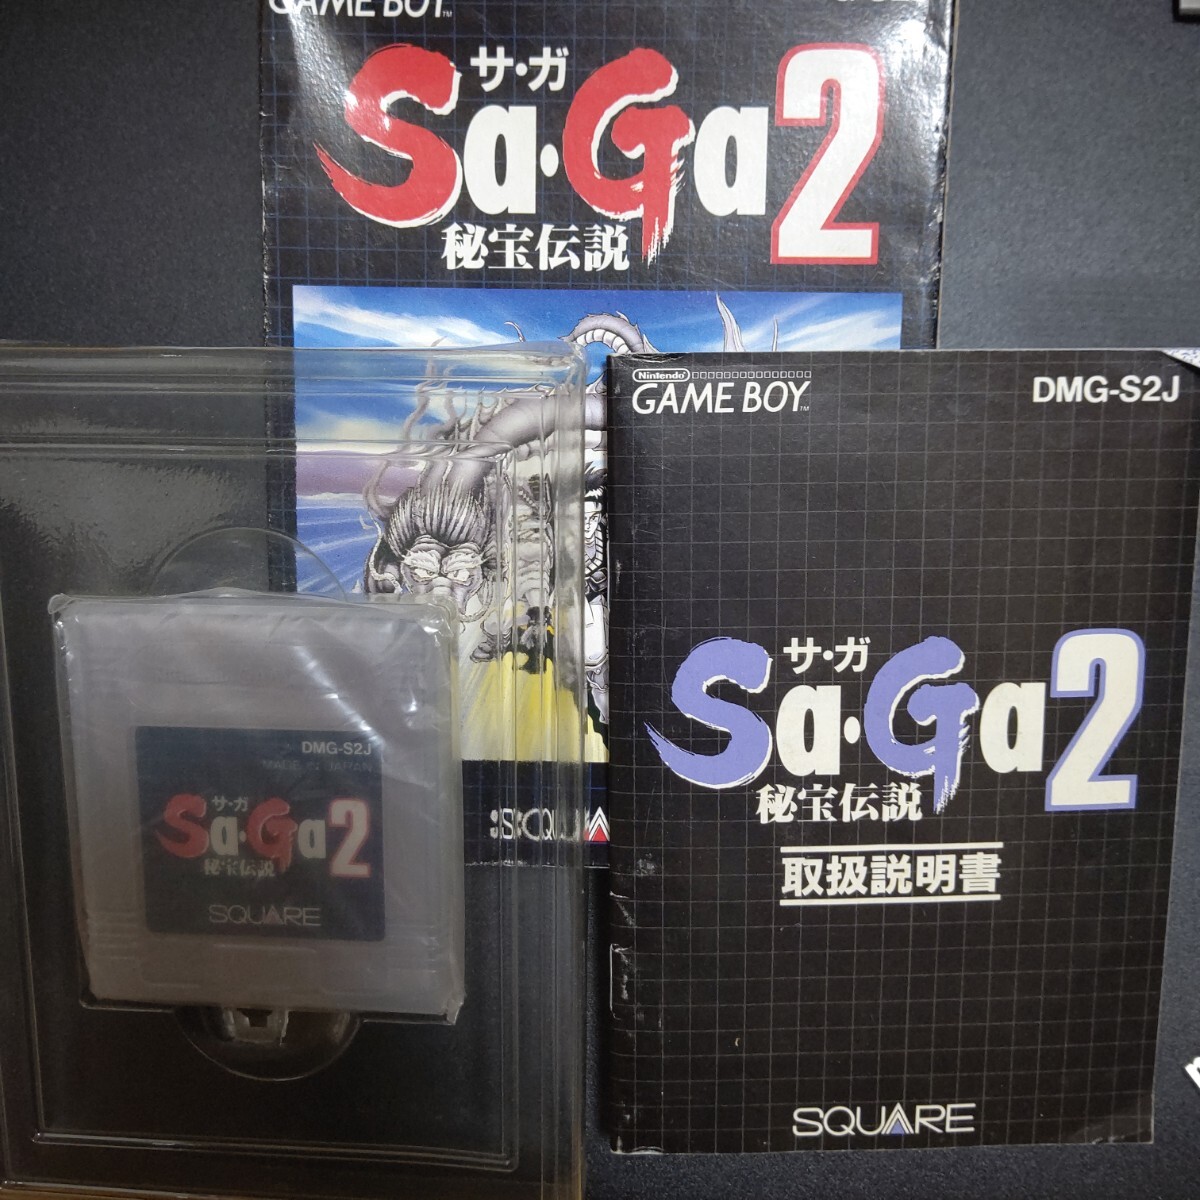 GAME BOY™
サ・ガ
Sa・Ga2
秘宝伝説
Nintendo
GAME BOY™
DMG-S2J
サ・ガ
Sa・Ga2
秘宝伝説
取扱説明書
SQUARE
DMG-S2J
MADE IN JAPAN
サ・ガ
Sa・Ga2
秘宝伝説
SQUARE